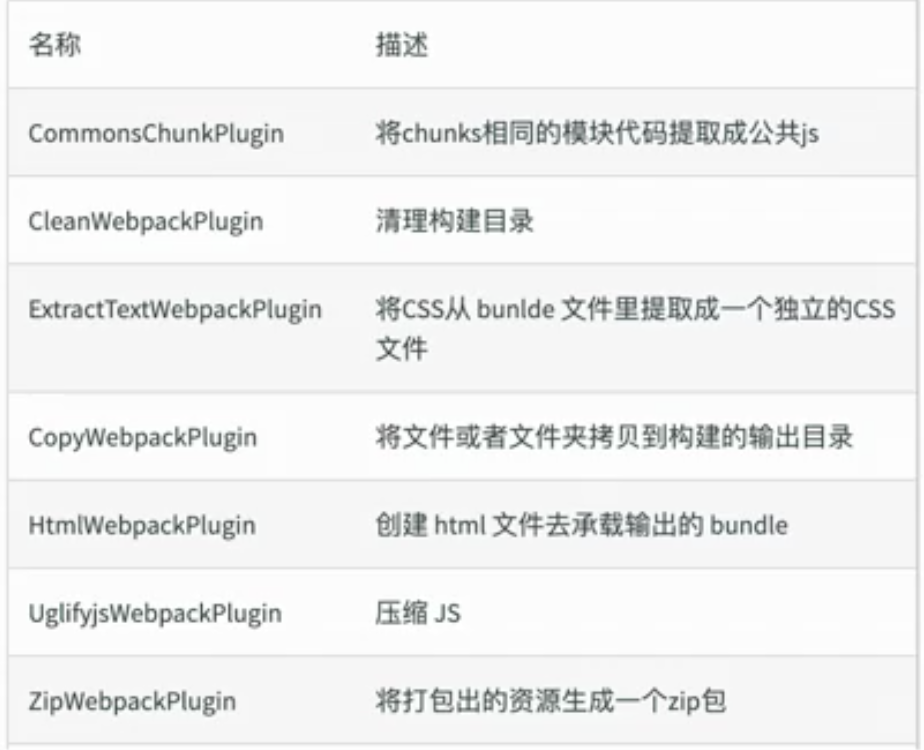 名称 描述
CommonsChunkPlugin 将chunks相同的模块代码提取成公共js
CleanWebpackPlugin 清理构建目录
ExtractTextWebpackPlugin 将CSS从 bunlde 文件里提取成一个独立的CSS
文件
CopyWebpackPlugin 将文件或者文件夹拷贝到构建的输出目录
HtmlWebpackPlugin 创建 html 文件去承载输出的 bundle
UglifyjsWebpackPlugin 压缩 JS
ZipWebpackPlugin 将打包出的资源生成一个zip包